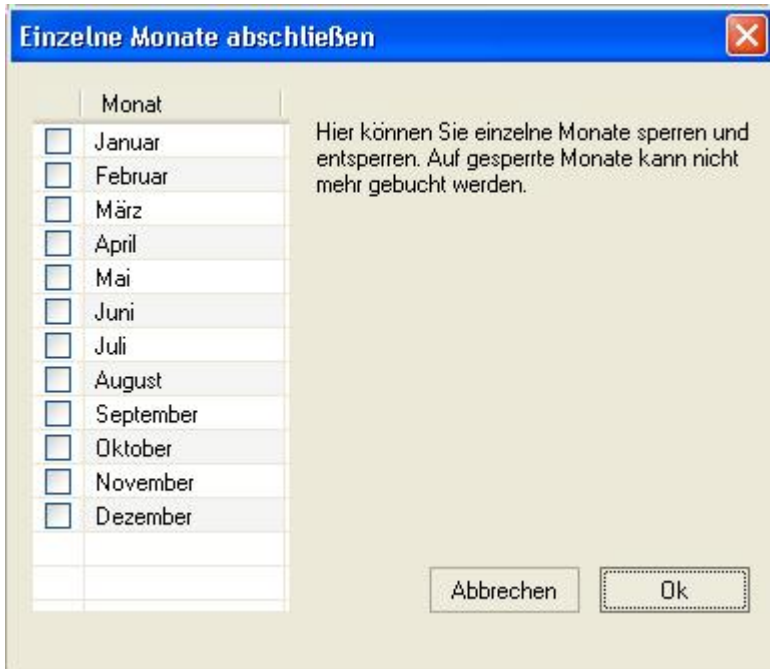 Einzelne Monate abschließen
Monat
Januar
Februar
März
April
Mai
Juni
Juli
August
September
Oktober
November
Dezember
Hier können Sie einzelne Monate sperren und
entsperren. Auf gesperrte Monate kann nicht
mehr gebucht werden.
Abbrechen
Ok